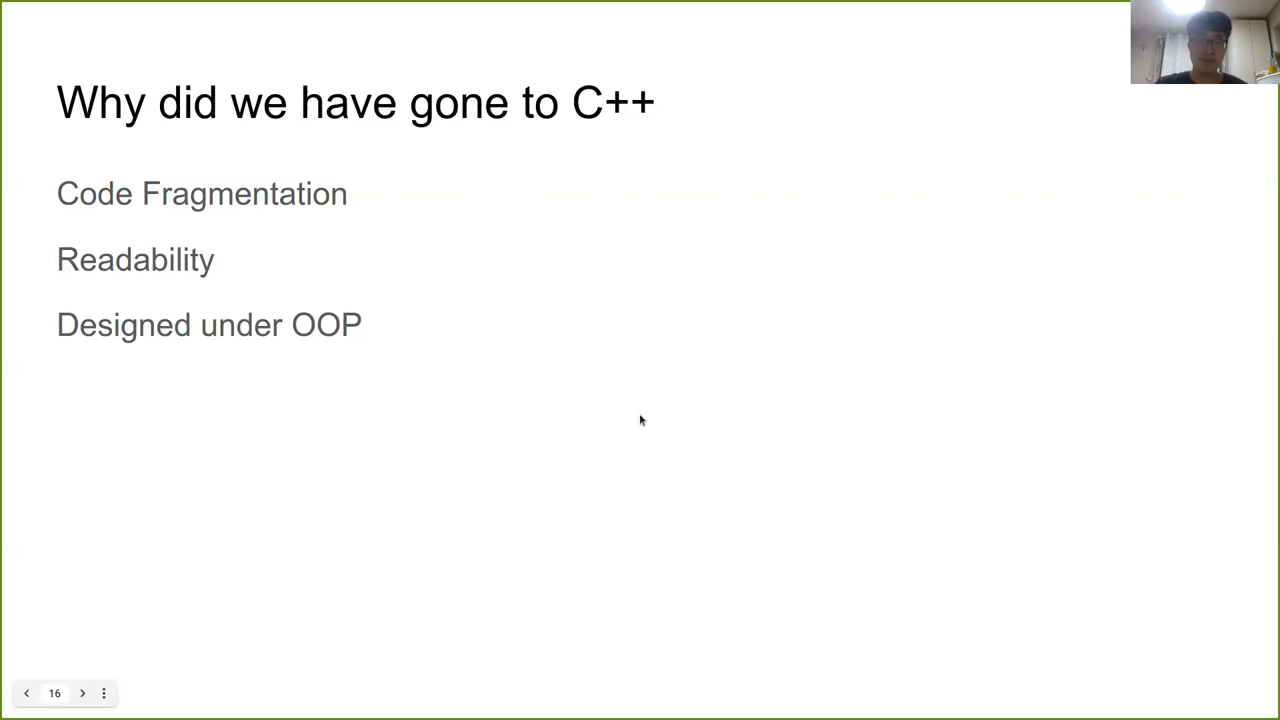 Why did we have gone to C++
Code Fragmentation
Readability
Designed under OOP
16